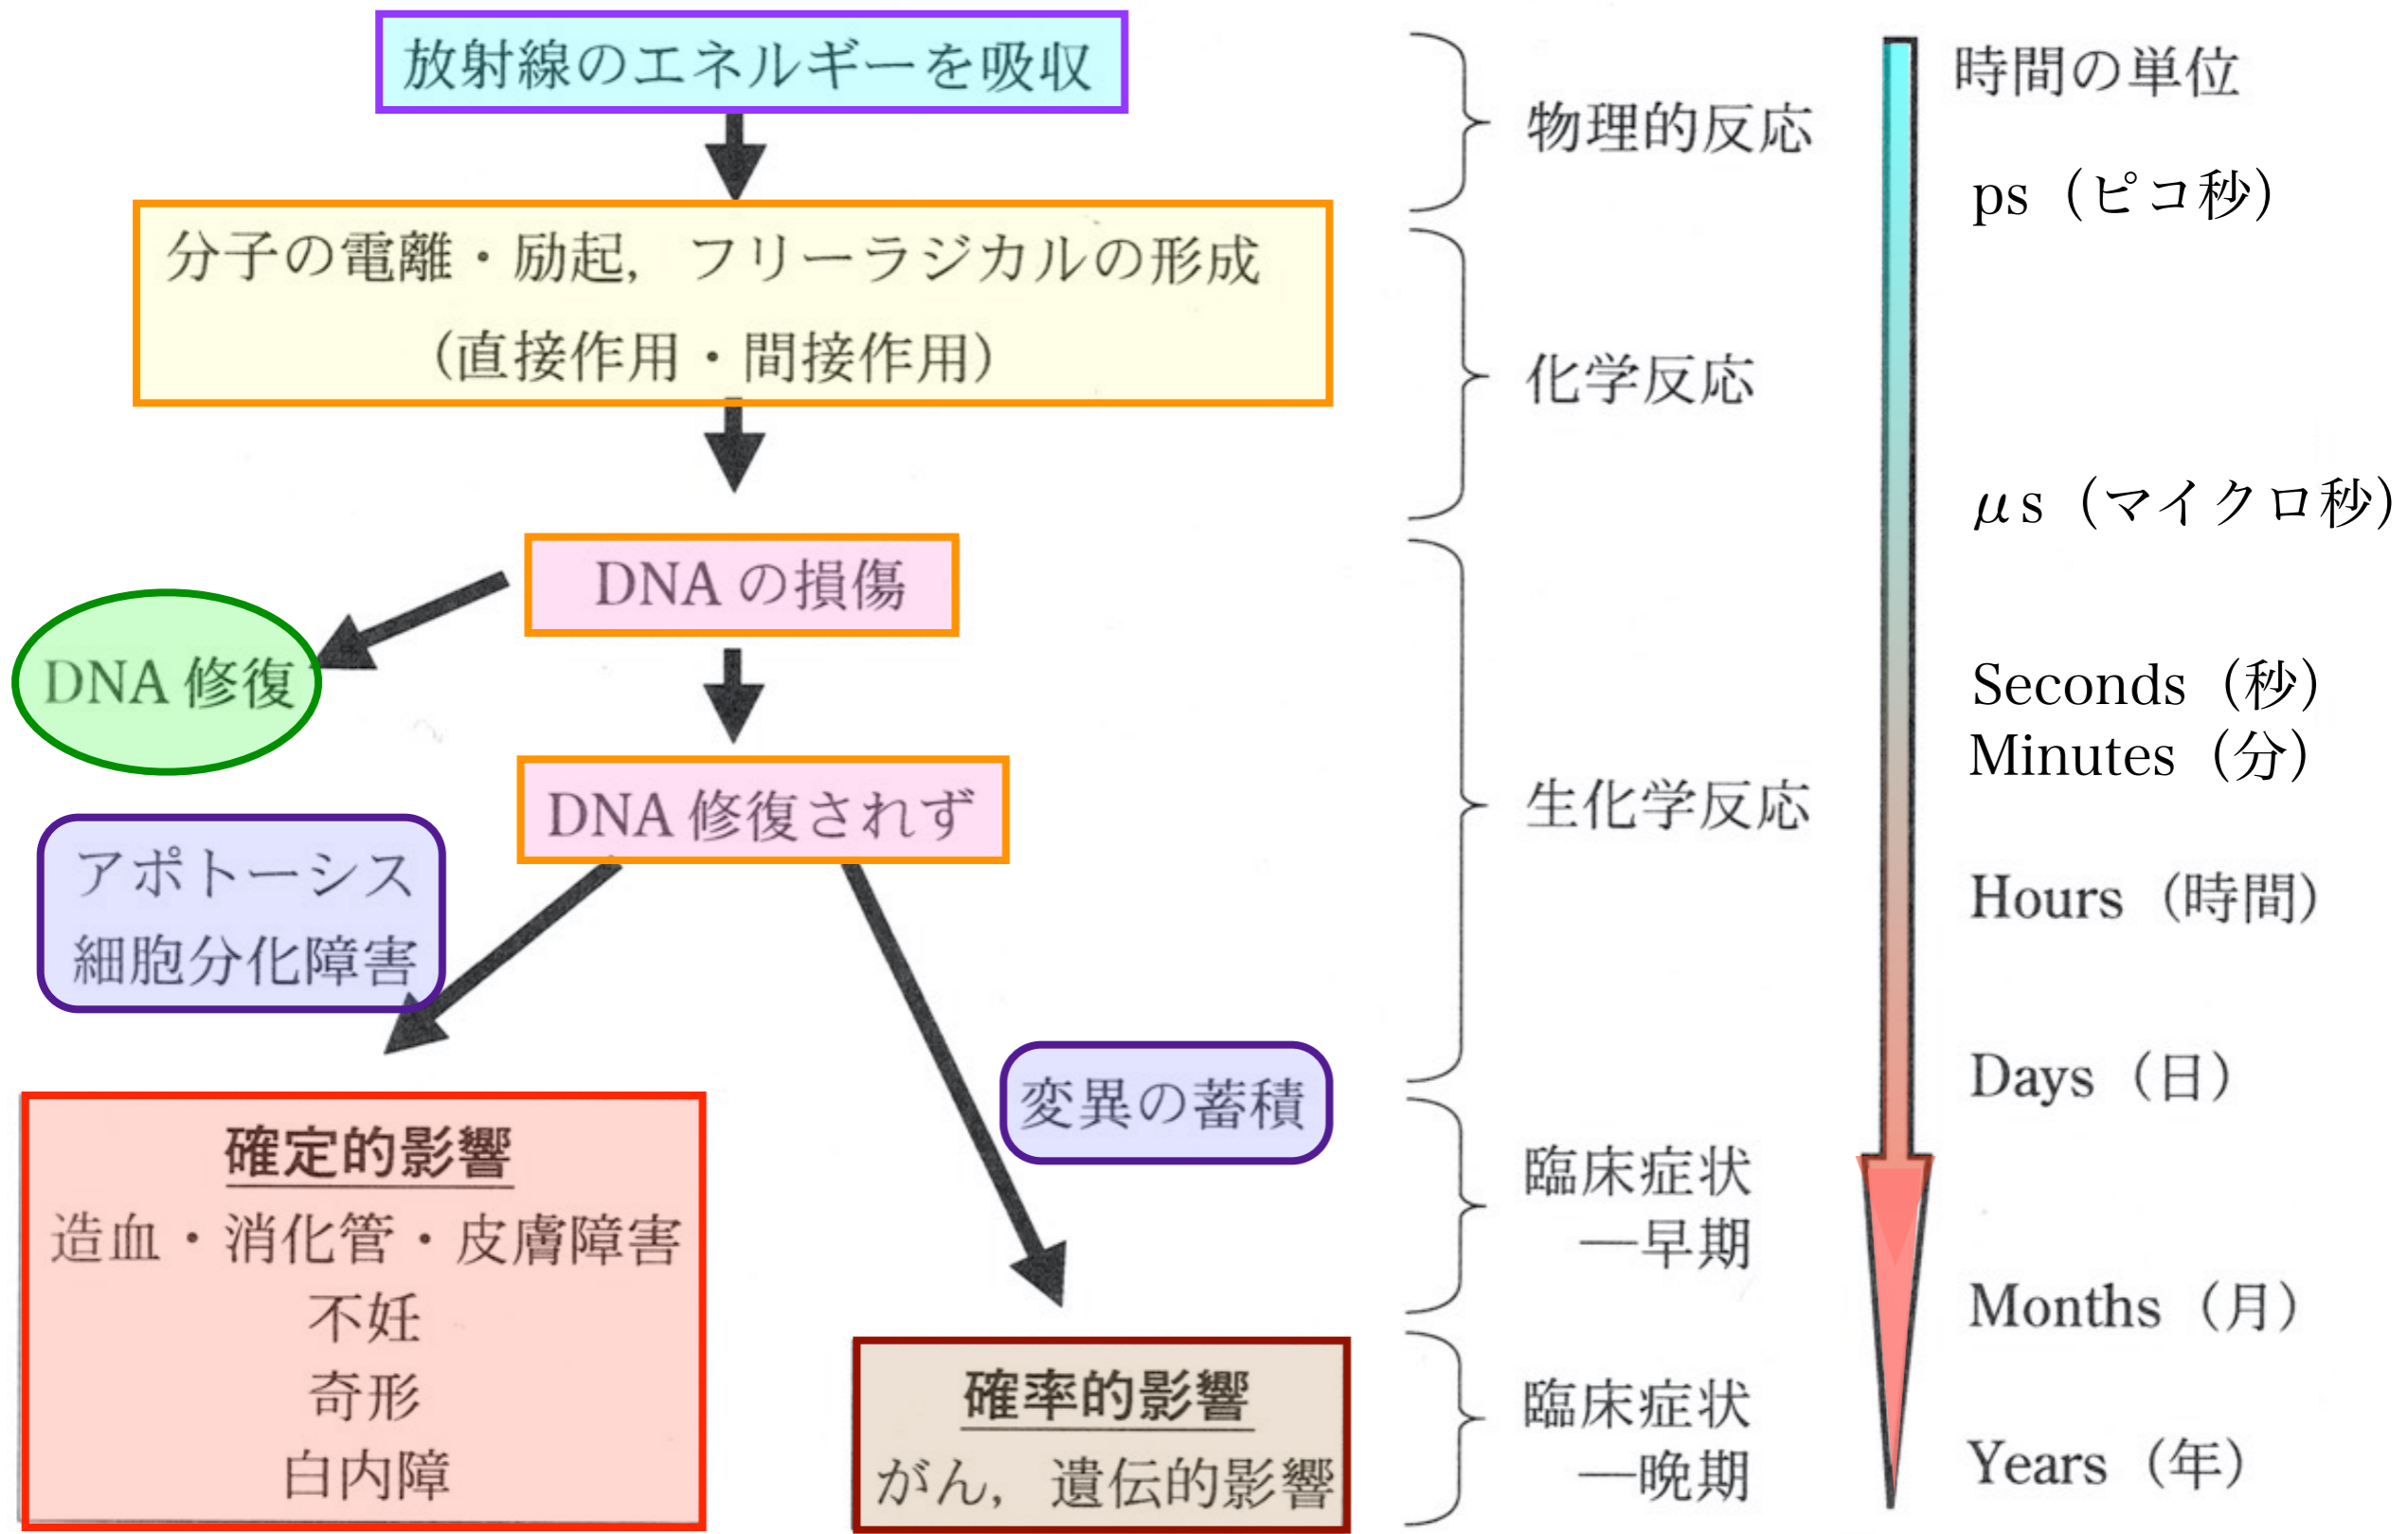 放射線のエネルギーを吸収
分子の電離・励起，フリーラジカルの形成
（直接作用・間接作用）
DNAの損傷
DNA修復
DNA修復されず
アポトーシス
細胞分化障害
変異の蓄積
確定的影響
造血・消化管・皮膚障害
不妊
奇形
白内障
確率的影響
がん，遺伝的影響
物理的反応
化学反応
生化学反応
臨床症状
―早期
臨床症状
―晩期
時間の単位
ps（ピコ秒）
μs（マイクロ秒）
Seconds（秒）
Minutes（分）
Hours（時間）
Days（日）
Months（月）
Years（年）